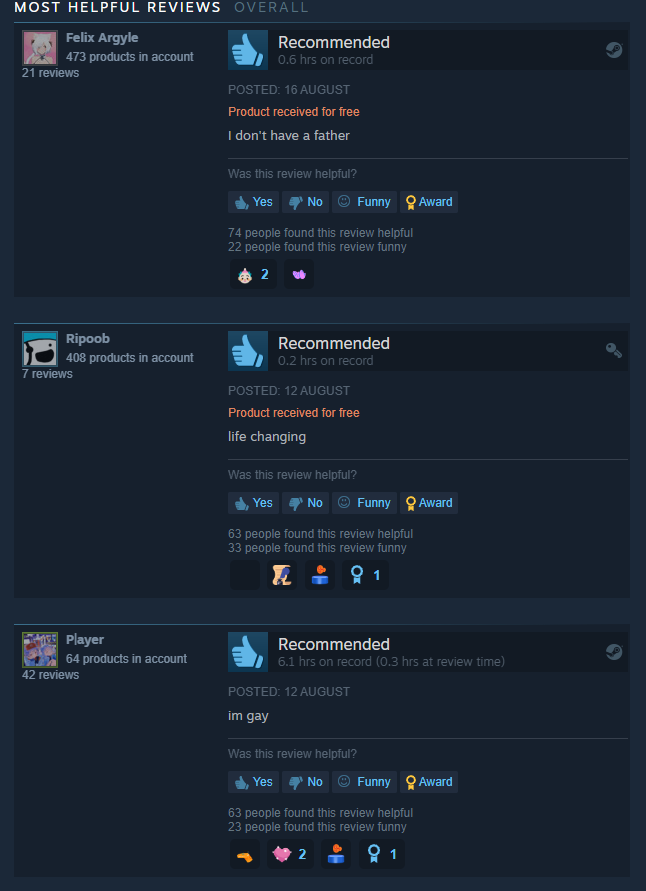 MOST HELPFUL REVIEWS OVERALL
Felix Argyle
473 products in account
21 reviews
Recommended
0.6 hrs on record
POSTED: 16 AUGUST
Product received for free
I don't have a father
Was this review helpful?
Yes No Funny Award
74 people found this review helpful
22 people found this review funny
2
Ripoob
408 products in account
7 reviews
Recommended
0.2 hrs on record
POSTED: 12 AUGUST
Product received for free
life changing
Was this review helpful?
Yes No Funny Award
63 people found this review helpful
33 people found this review funny
1
P|ayer
64 products in account
42 reviews
Recommended
6.1 hrs on record (0.3 hrs at review time)
POSTED: 12 AUGUST
im gay
Was this review helpful?
Yes No Funny Award
63 people found this review helpful
23 people found this review funny
2 1